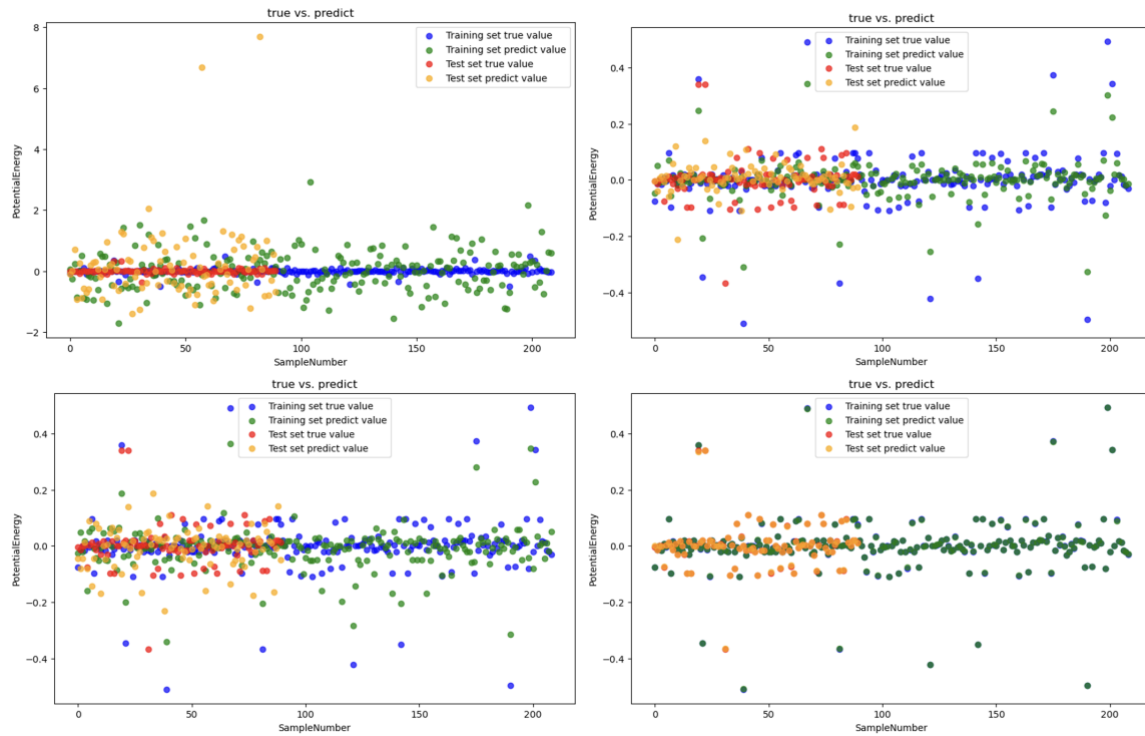 true vs. predict
8
6
4
2
0
−2
PotentialEnergy
Training set true value
Training set predict value
Test set true value
Test set predict value
0
50
100
150
200
SampleNumber
true vs. predict
0.4
0.2
0.0
−0.2
−0.4
PotentialEnergy
Training set true value
Training set predict value
Test set true value
Test set predict value
0
50
100
150
200
SampleNumber
true vs. predict
0.4
0.2
0.0
−0.2
−0.4
PotentialEnergy
Training set true value
Training set predict value
Test set true value
Test set predict value
0
50
100
150
200
SampleNumber
true vs. predict
0.4
0.2
0.0
−0.2
−0.4
PotentialEnergy
Training set true value
Training set predict value
Test set true value
Test set predict value
0
50
100
150
200
SampleNumber